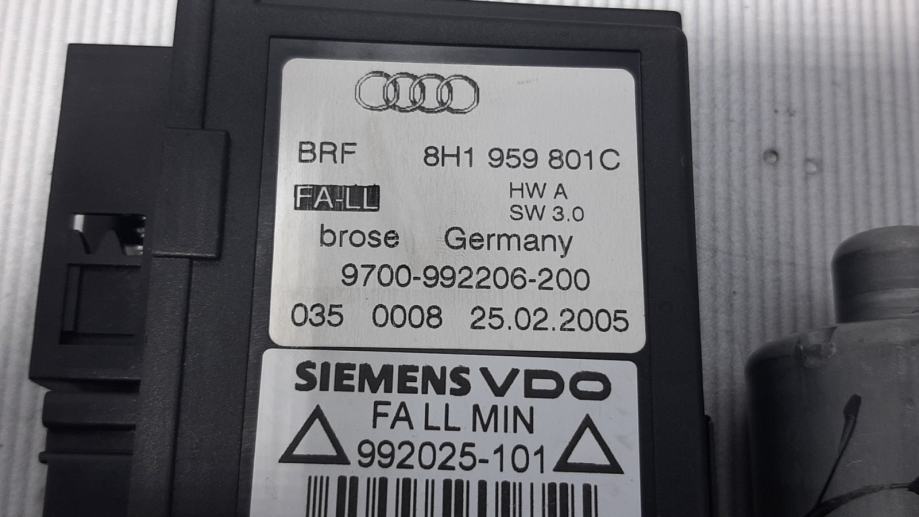 BRF 8H1 959 801C
FA-LL HW A
SW 3.0
brose Germany
9700-992206-200
035 0008 25.02.2005
SIEMENS VDO
FA LL MIN
992025-101